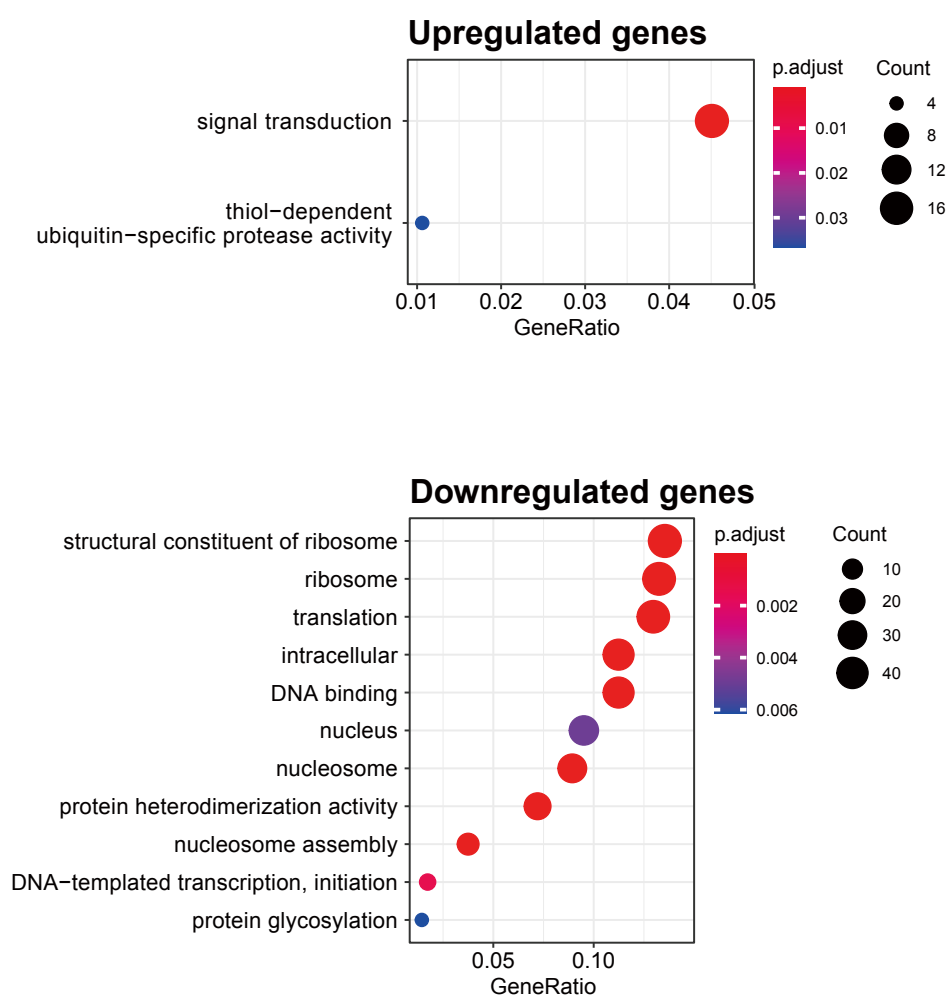 Upregulated genes
signal transduction
thiol−dependent
ubiquitin−specific protease activity
0.01 0.02 0.03 0.04 0.05
GeneRatio
p.adjust
0.01
0.02
0.03
Count
4
8
12
16
Downregulated genes
structural constituent of ribosome
ribosome
translation
intracellular
DNA binding
nucleus
nucleosome
protein heterodimerization activity
nucleosome assembly
DNA−templated transcription, initiation
protein glycosylation
0.05 0.10
GeneRatio
p.adjust
0.002
0.004
0.006
Count
10
20
30
40